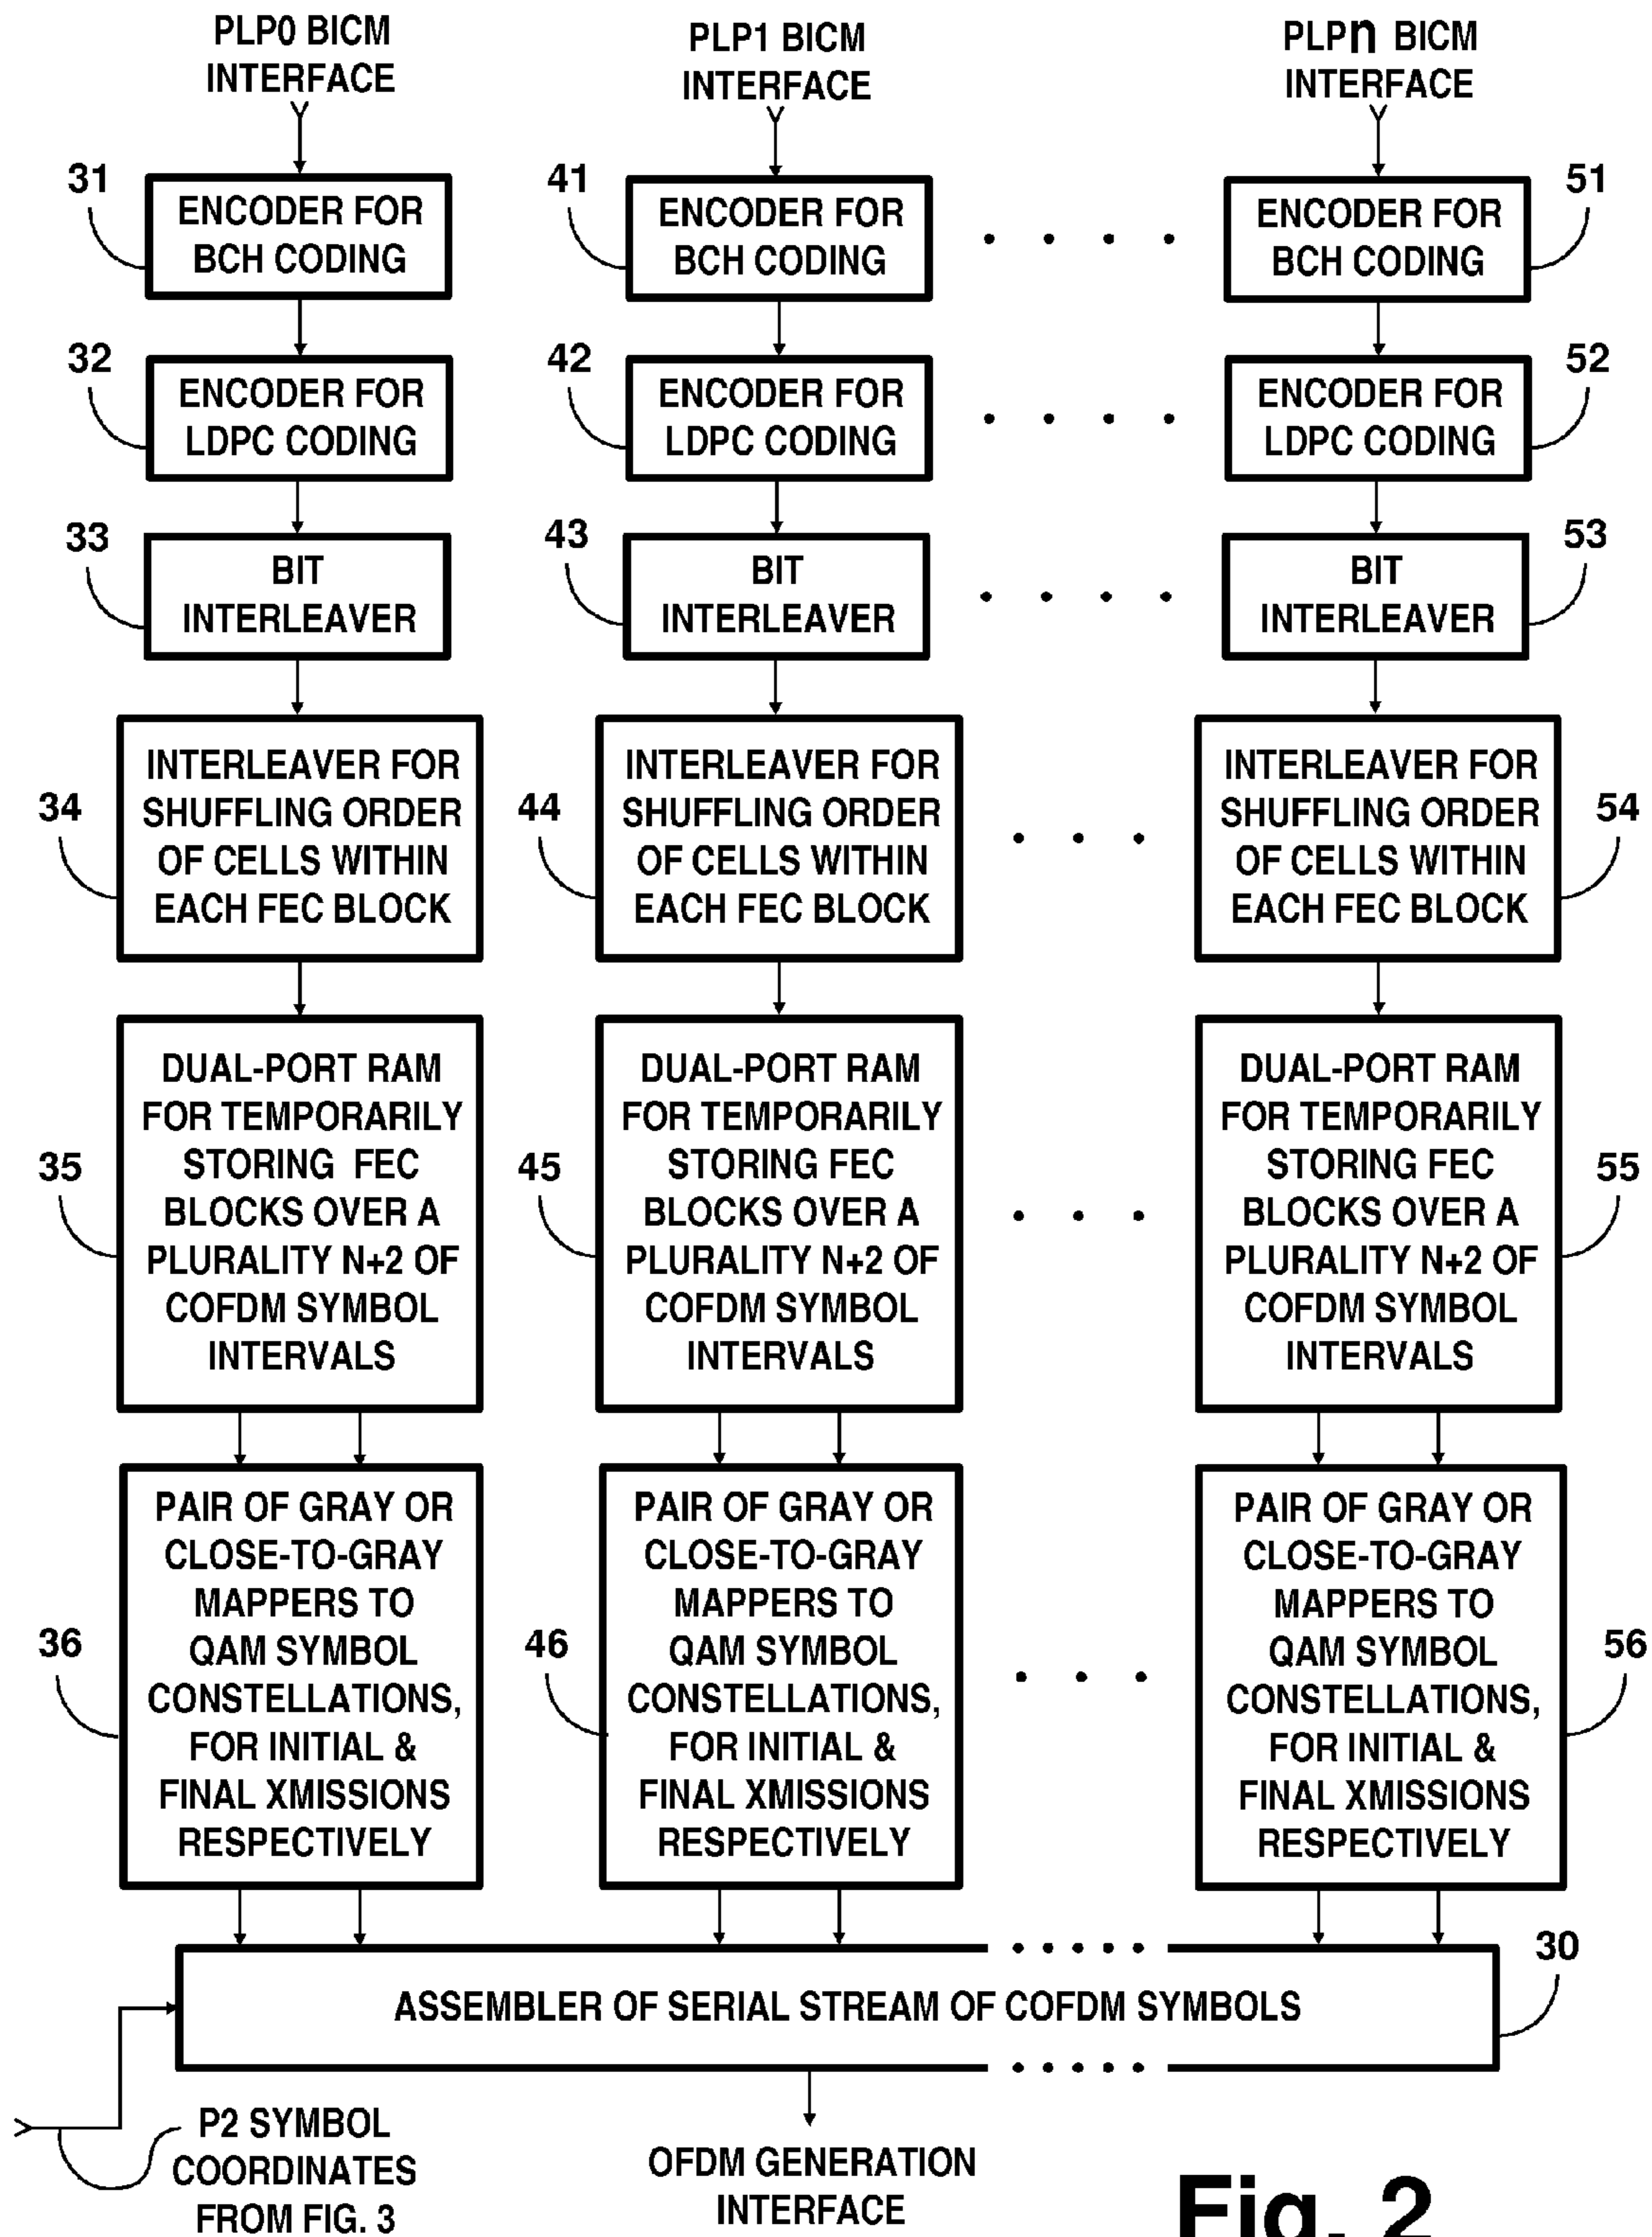 PLP0 BICM
INTERFACE
PLP1 BICM
INTERFACE
PLPn BICM
INTERFACE
31
ENCODER FOR
BCH CODING
41
ENCODER FOR
BCH CODING
ENCODER FOR
BCH CODING
51
32
ENCODER FOR
LDPC CODING
42
ENCODER FOR
LDPC CODING
ENCODER FOR
LDPC CODING
52
33
BIT
INTERLEAVER
43
BIT
INTERLEAVER
BIT
INTERLEAVER
53
34
INTERLEAVER FOR
SHUFFLING ORDER
OF CELLS WITHIN
EACH FEC BLOCK
44
INTERLEAVER FOR
SHUFFLING ORDER
OF CELLS WITHIN
EACH FEC BLOCK
INTERLEAVER FOR
SHUFFLING ORDER
OF CELLS WITHIN
EACH FEC BLOCK
54
35
DUAL-PORT RAM
FOR TEMPORARILY
STORING FEC
BLOCKS OVER A
PLURALITY N+2 OF
COFDM SYMBOL
INTERVALS
45
DUAL-PORT RAM
FOR TEMPORARILY
STORING FEC
BLOCKS OVER A
PLURALITY N+2 OF
COFDM SYMBOL
INTERVALS
DUAL-PORT RAM
FOR TEMPORARILY
STORING FEC
BLOCKS OVER A
PLURALITY N+2 OF
COFDM SYMBOL
INTERVALS
55
36
PAIR OF GRAY OR
CLOSE-TO-GRAY
MAPPERS TO
QAM SYMBOL
CONSTELLATIONS,
FOR INITIAL &
FINAL XMISSIONS
RESPECTIVELY
46
PAIR OF GRAY OR
CLOSE-TO-GRAY
MAPPERS TO
QAM SYMBOL
CONSTELLATIONS,
FOR INITIAL &
FINAL XMISSIONS
RESPECTIVELY
PAIR OF GRAY OR
CLOSE-TO-GRAY
MAPPERS TO
QAM SYMBOL
CONSTELLATIONS,
FOR INITIAL &
FINAL XMISSIONS
RESPECTIVELY
56
30
ASSEMBLER OF SERIAL STREAM OF COFDM SYMBOLS
P2 SYMBOL
COORDINATES
FROM FIG. 3
OFDM GENERATION
INTERFACE
Fig. 2